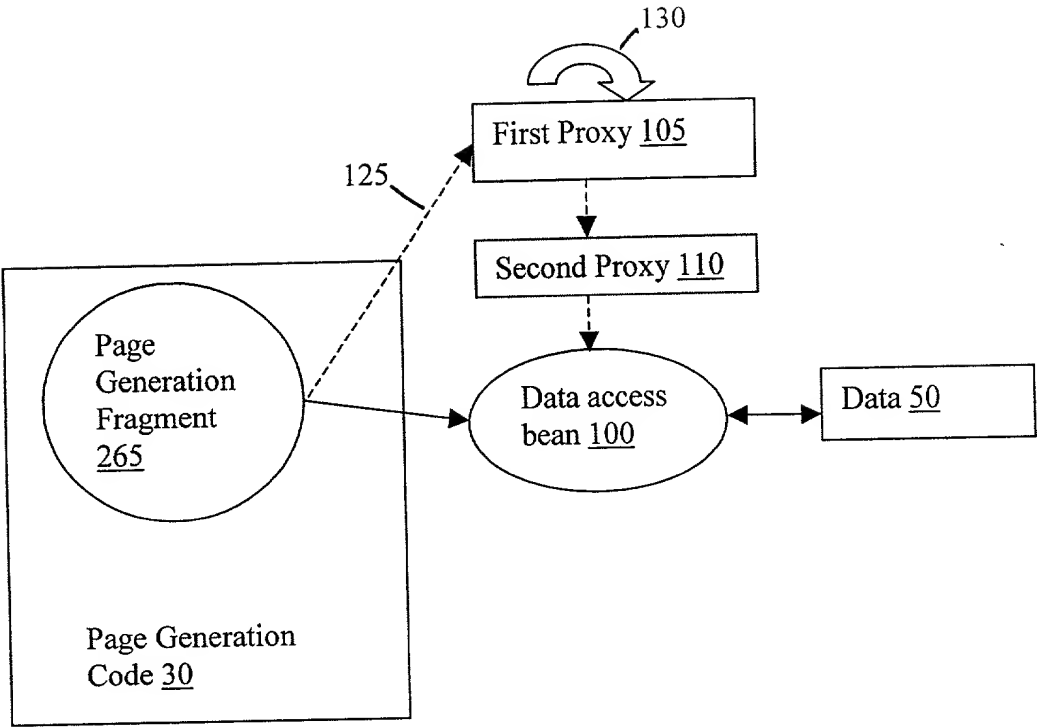 130
First Proxy 105
125
Second Proxy 110
Page
Generation
Fragment
265
Data access
bean 100
Data 50
Page Generation
Code 30